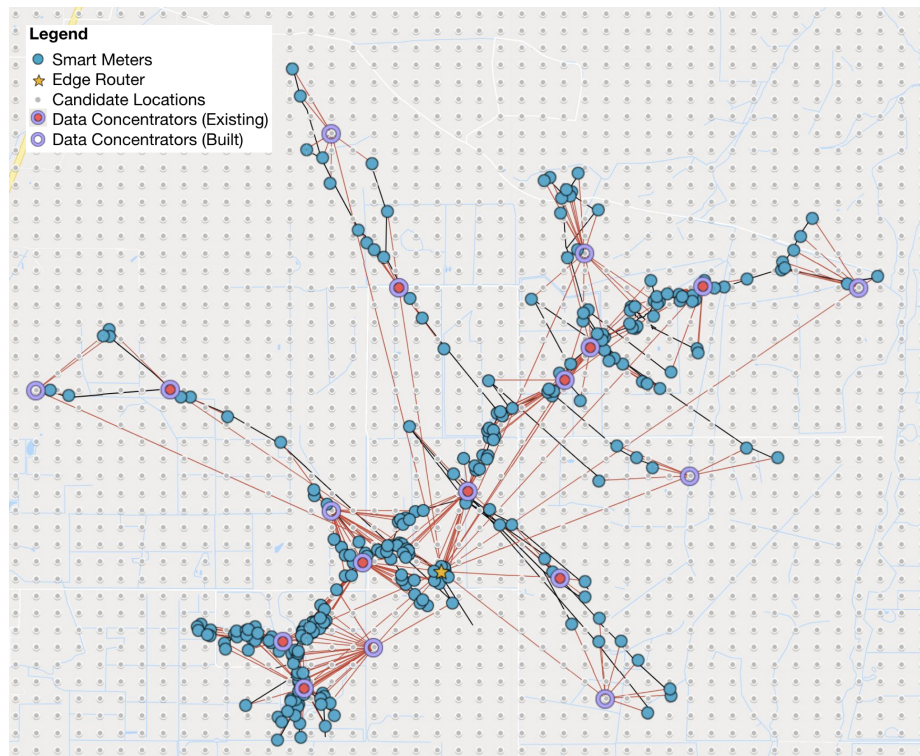 Legend
Smart Meters
Edge Router
Candidate Locations
Data Concentrators (Existing)
Data Concentrators (Built)